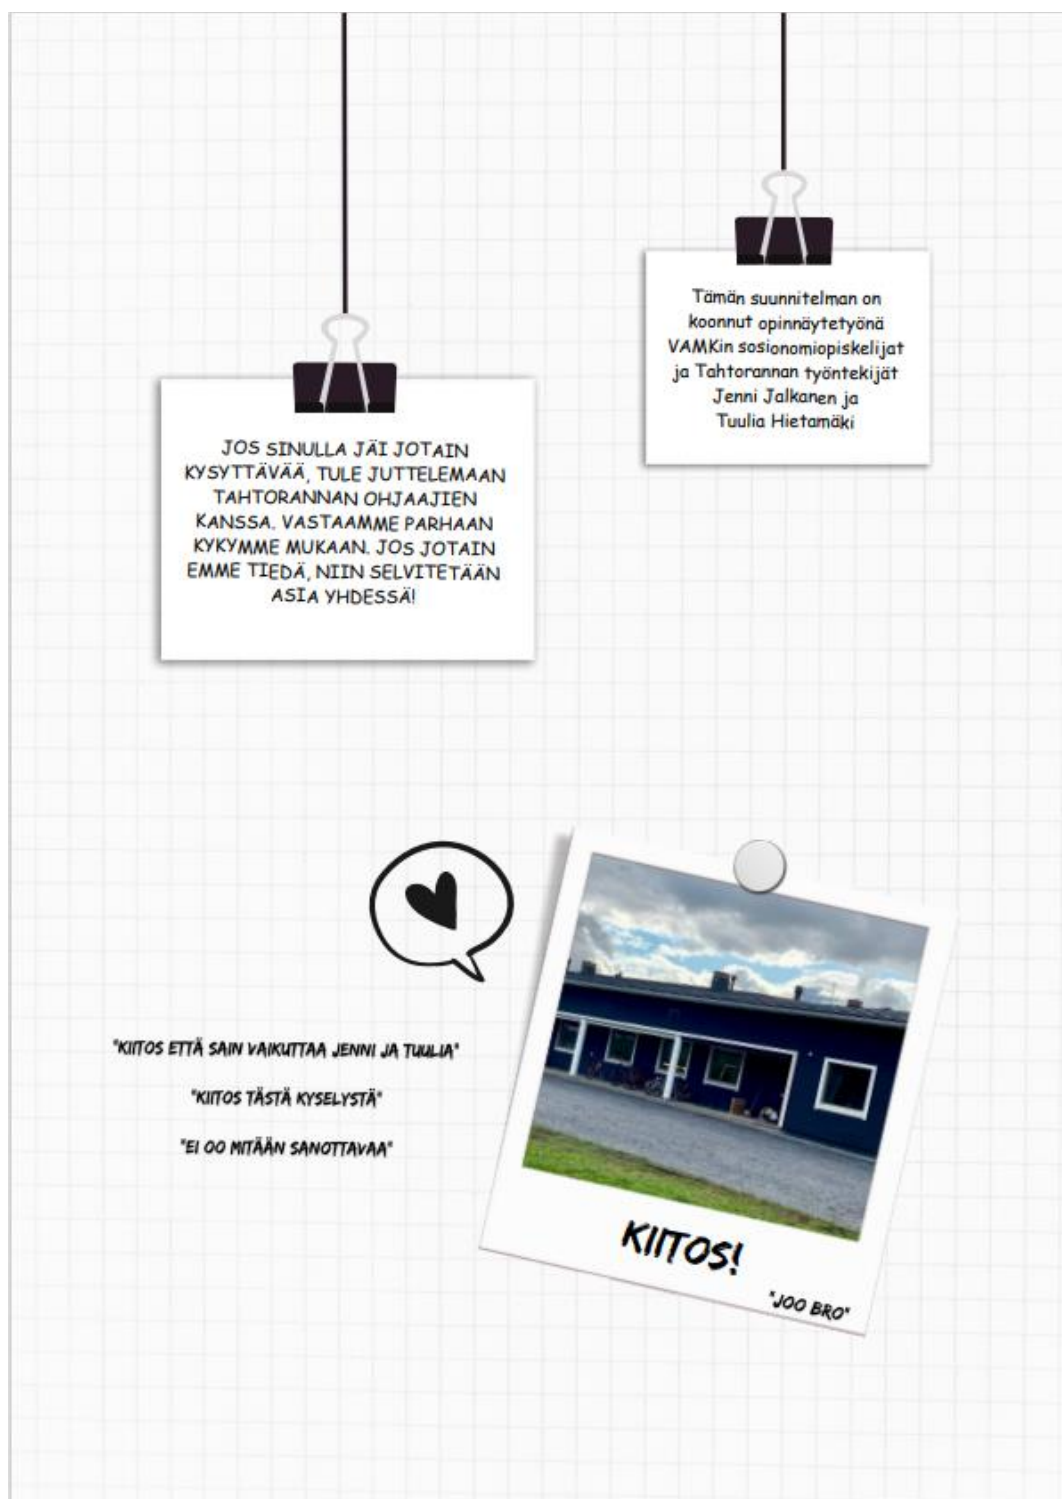 Tämän suunnitelman on
koonnut opinnäytetyönä
VAMKin sosionomiopiskelijat
ja Tahtorannan työntekijät
Jenni Jalkanen ja
Tuulia Hietamäki
JOS SINULLA JÄI JOTAIN
KYSYTTÄVÄÄ, TULE JUTTELEMAAN
TAHTORANNAN OHJAAJIEN
KANSSA. VASTAAMME PARHAAN
KYKYMME MUKAAN. JOS JOTAIN
EMME TIEDÄ, NIIN SELVITETÄÄN
ASIA YHDESSÄ!
"KIITOS ETTÄ SAIN VAIKUTTAA JENNI JA TUULIA"
"KIITOS TÄSTÄ KYSELYSTÄ"
"EI OO MITÄÄN SANOTTAVAA"
KIITOS!
"JOO BRO"